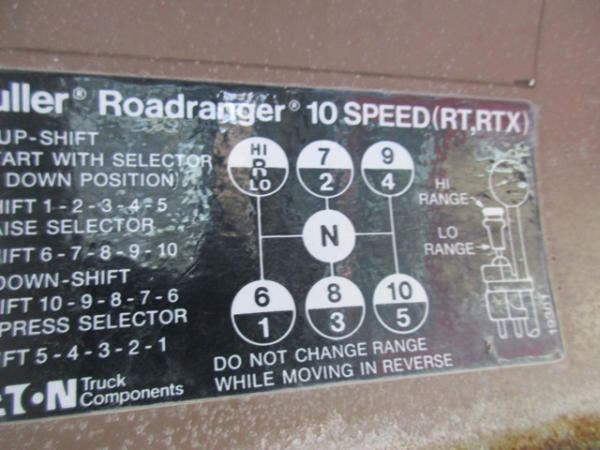 uller® Roadranger® 10 SPEED (RT,RTX)
UP-SHIFT
TART WITH SELECTOR
DOWN POSITION)
HIFT 1-2-3-4-5
AISE SELECTOR
HIFT 6-7-8-9-10
DOWN-SHIFT
IFT 10-9-8-7-6
PRESS SELECTOR
IFT 5-4-3-2-1
HI
R
LO
7
2
9
4
N
6
1
8
3
10
5
HI
RANGE
LO
RANGE
DO NOT CHANGE RANGE
WHILE MOVING IN REVERSE
TON Truck
Components